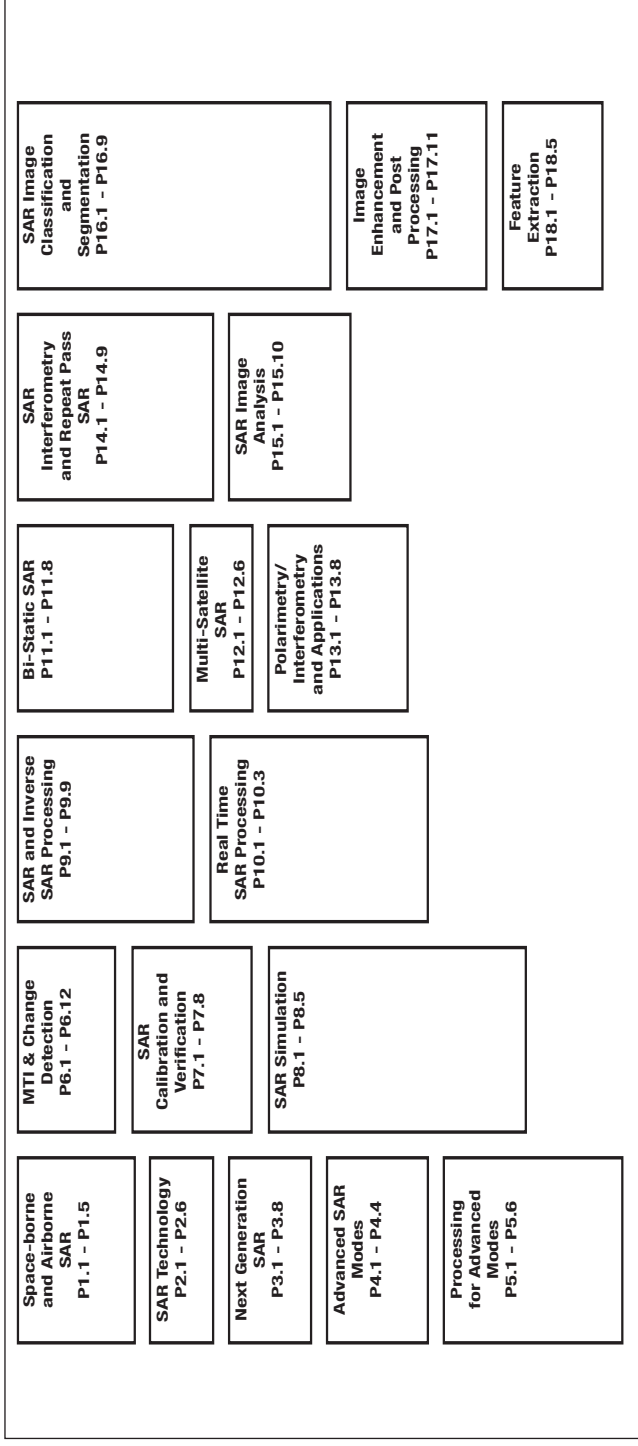 Space-borne
and Airborne
SAR
P1.1 – P1.5
SAR Technology
P2.1 – P2.6
Next Generation
SAR
P3.1 – P3.8
Advanced SAR
Modes
P4.1 – P4.4
Processing
for Advanced
Modes
P5.1 – P5.6
MTI & Change
Detection
P6.1 – P6.12
SAR
Calibration and
Verification
P7.1 – P7.8
SAR Simulation
P8.1 – P8.5
SAR and Inverse
SAR Processing
P9.1 – P9.9
Real Time
SAR Processing
P10.1 – P10.3
Bi-Static SAR
P11.1 – P11.8
Multi-Satellite
SAR
P12.1 – P12.6
Polarimetry/
Interferometry
and Applications
P13.1 – P13.8
SAR
Interferometry
and Repeat Pass
SAR
P14.1 – P14.9
SAR Image
Analysis
P15.1 – P15.10
SAR Image
Classification
and
Segmentation
P16.1 – P16.9
Image
Enhancement
and Post
Processing
P17.1 – P17.11
Feature
Extraction
P18.1 – P18.5